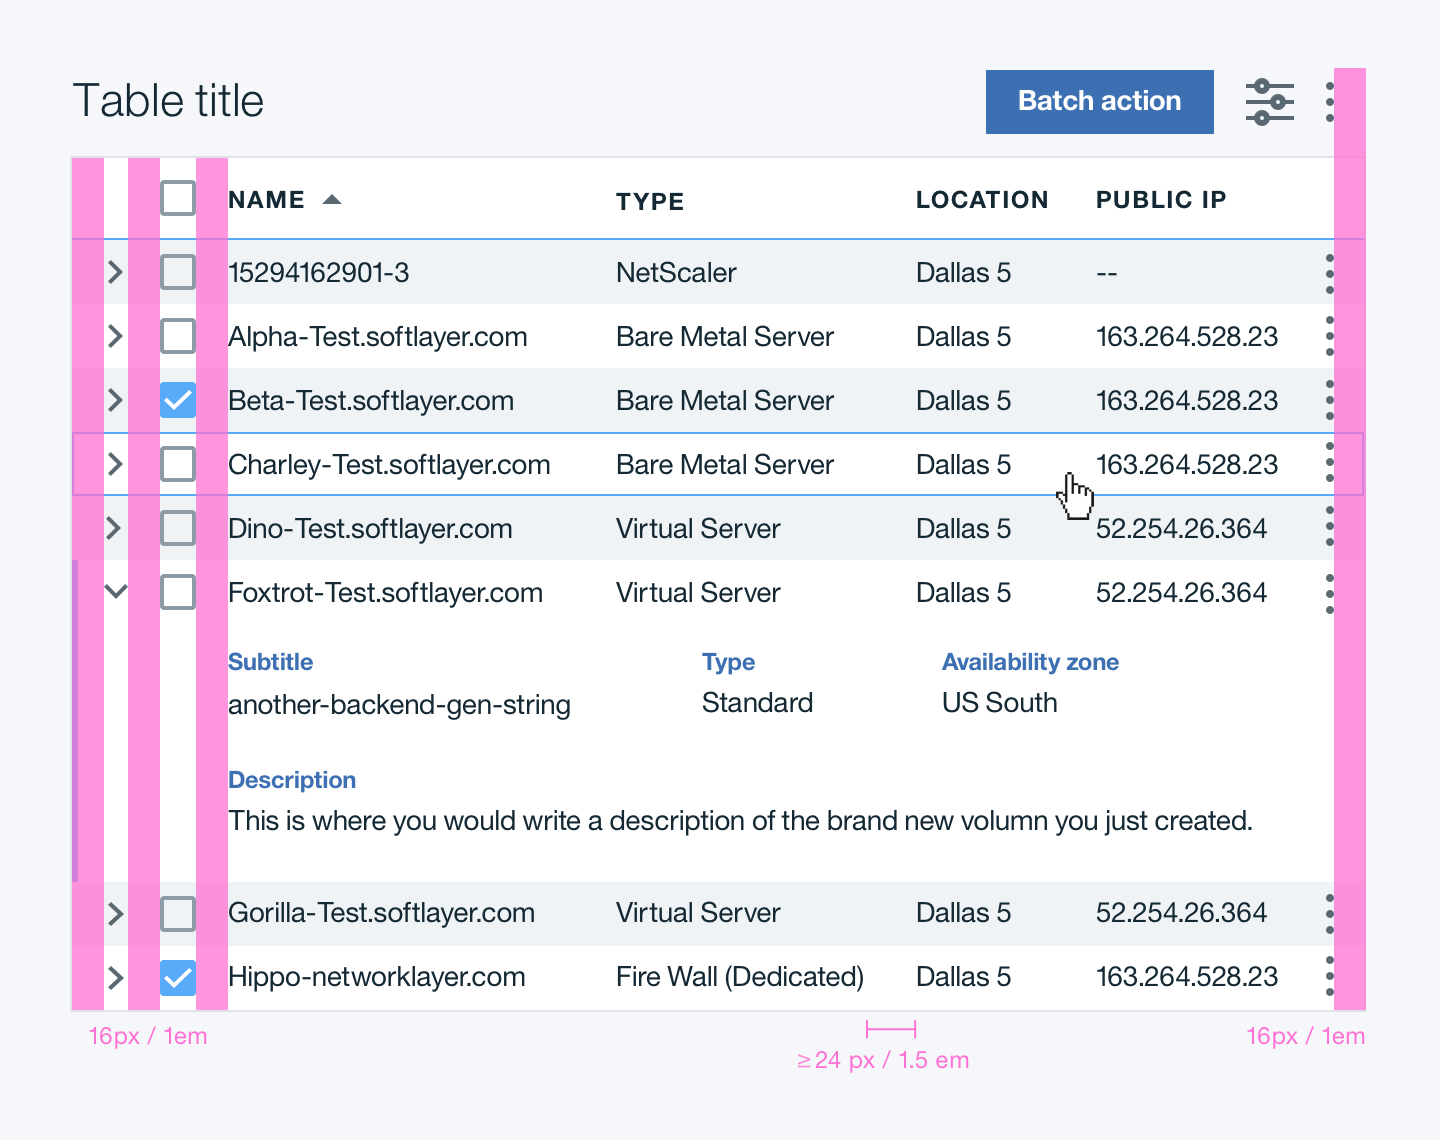 Table title
Batch action
NAME TYPE LOCATION PUBLIC IP
15294162901-3 NetScaler Dallas 5 --
Alpha-Test.softlayer.com Bare Metal Server Dallas 5 163.264.528.23
Beta-Test.softlayer.com Bare Metal Server Dallas 5 163.264.528.23
Charley-Test.softlayer.com Bare Metal Server Dallas 5 163.264.528.23
Dino-Test.softlayer.com Virtual Server Dallas 5 52.254.26.364
Foxtrot-Test.softlayer.com Virtual Server Dallas 5 52.254.26.364
Subtitle Type Availability zone
another-backend-gen-string Standard US South
Description
This is where you would write a description of the brand new volumn you just created.
Gorilla-Test.softlayer.com Virtual Server Dallas 5 52.254.26.364
Hippo-networklayer.com Fire Wall (Dedicated) Dallas 5 163.264.528.23
16px / 1em 16px / 1em
≥24 px / 1.5 em